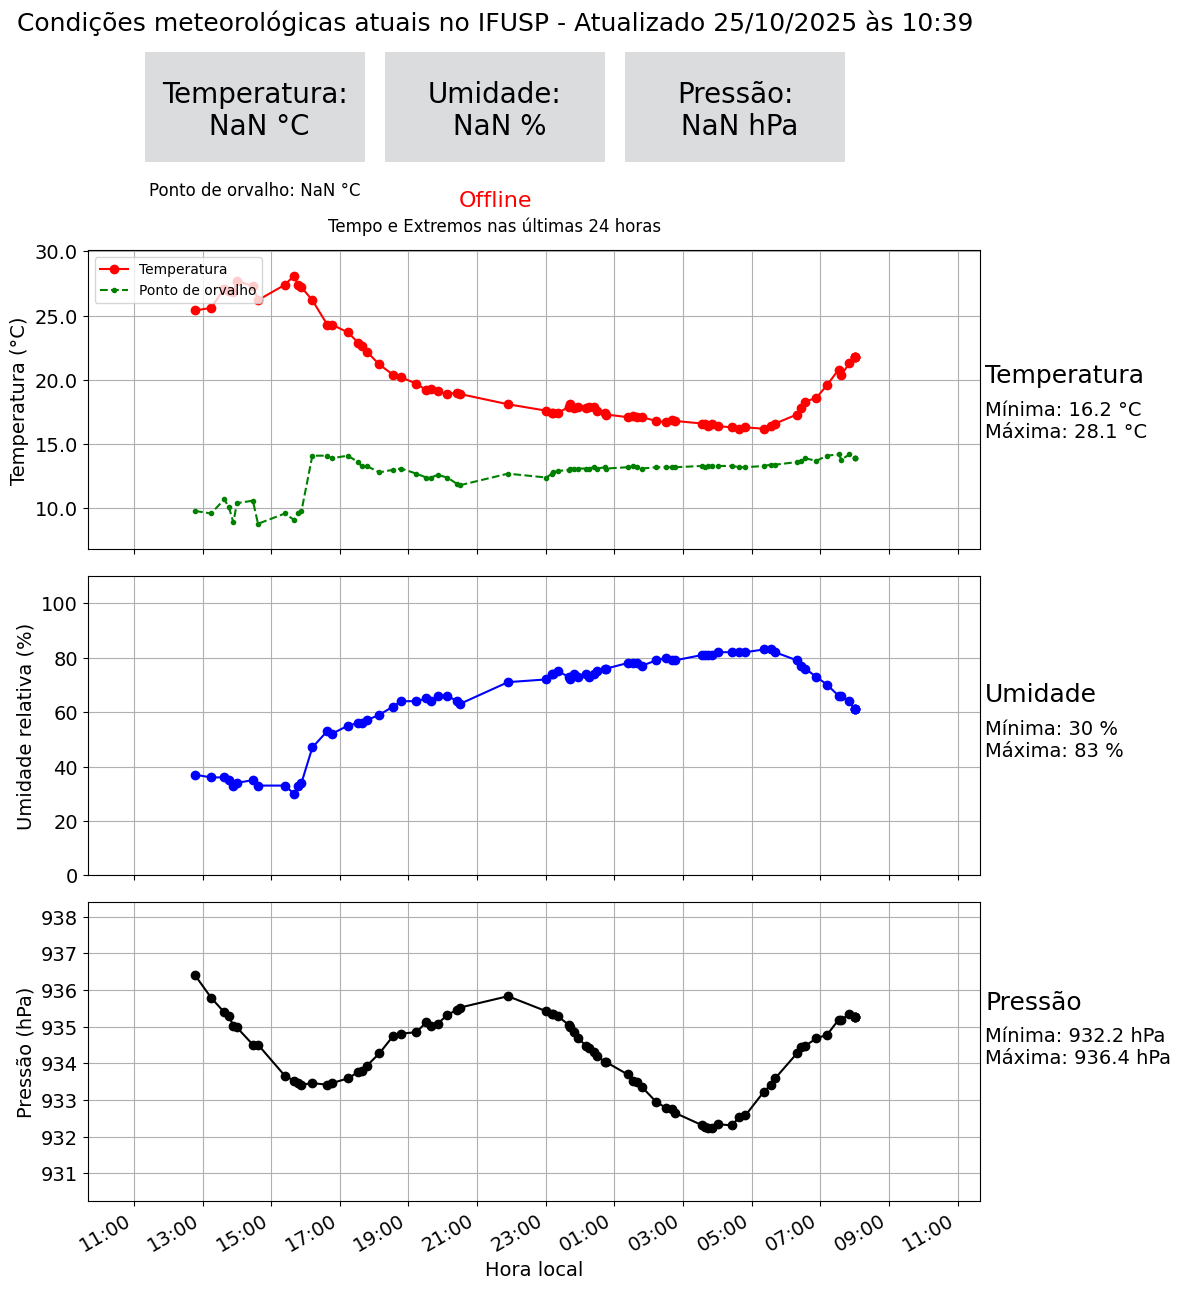 Condições meteorológicas atuais no IFUSP - Atualizado 25/10/2025 às 10:39
Temperatura:
NaN °C
Umidade:
NaN %
Pressão:
NaN hPa
Ponto de orvalho: NaN °C
Offline
Tempo e Extremos nas últimas 24 horas
Temperatura (°C)
30.0
25.0
20.0
15.0
10.0
Temperatura
Ponto de orvalho
Temperatura
Mínima: 16.2 °C
Máxima: 28.1 °C
Umidade relativa (%)
100
80
60
40
20
0
Umidade
Mínima: 30 %
Máxima: 83 %
Pressão (hPa)
938
937
936
935
934
933
932
931
Pressão
Mínima: 932.2 hPa
Máxima: 936.4 hPa
11:00
13:00
15:00
17:00
19:00
21:00
23:00
01:00
03:00
05:00
07:00
09:00
11:00
Hora local